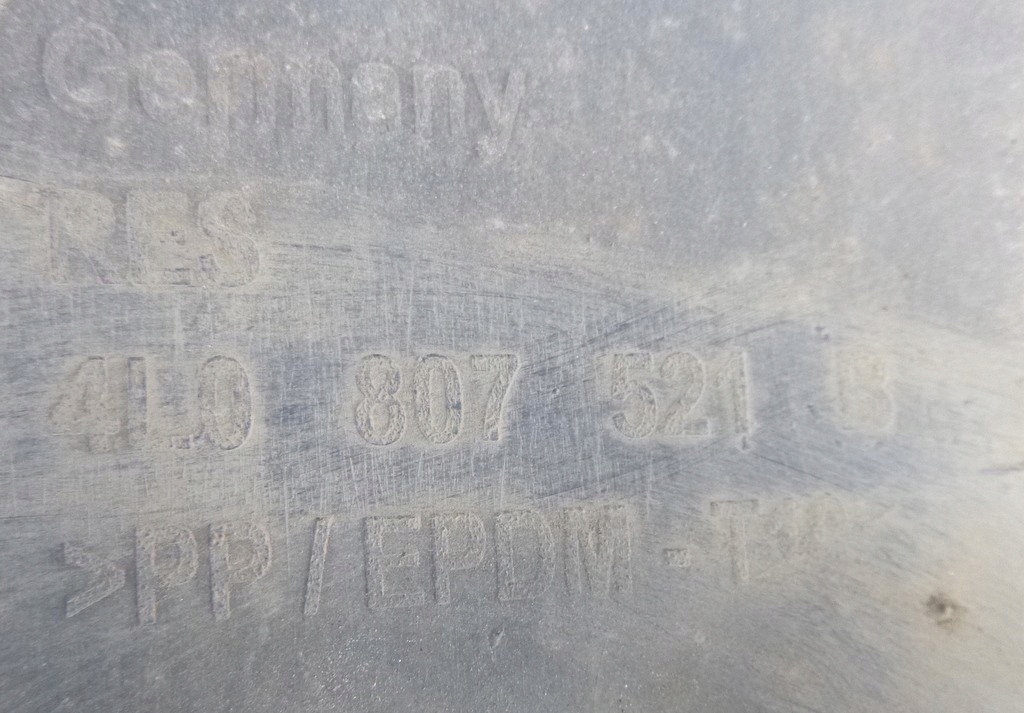 Germany
RES
4L0 807 521 B
>PP/EPDM-T